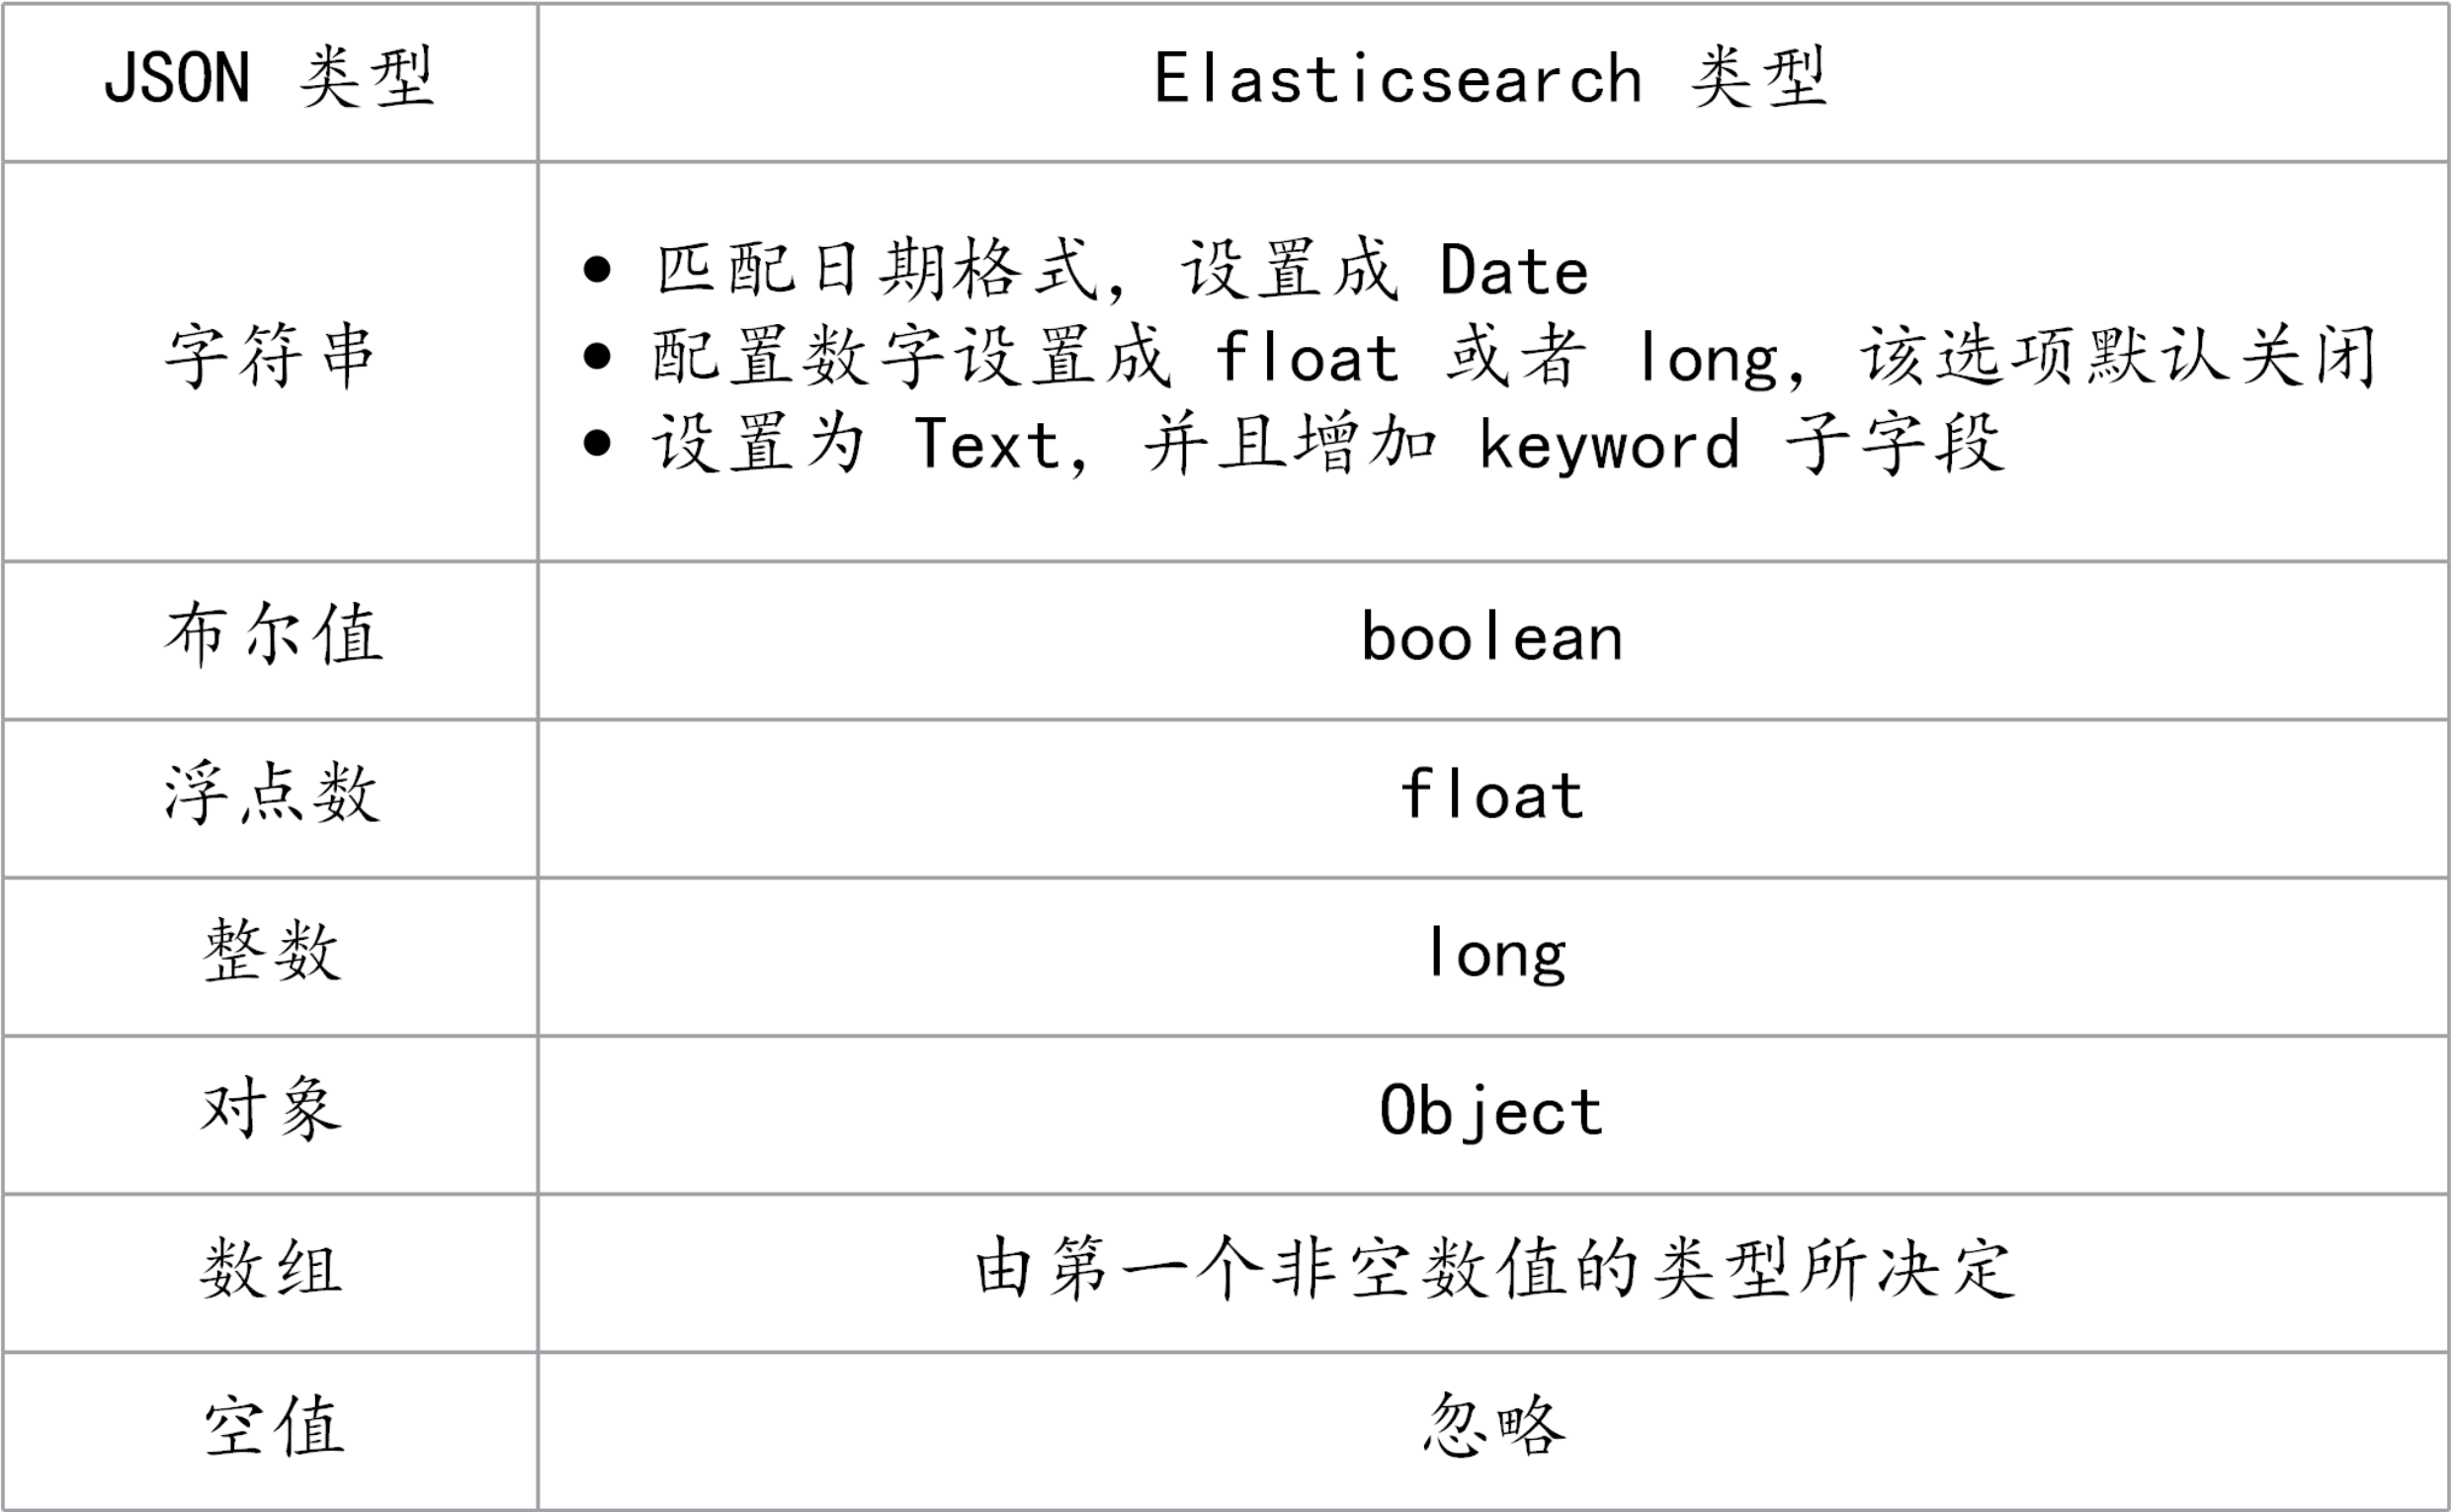 JSON 类型
Elasticsearch 类型
字符串
● 匹配日期格式，设置成 Date
● 配置数字设置成 float 或者 long，该选项默认关闭
● 设置为 Text，并且增加 keyword 子字段
布尔值
boolean
浮点数
float
整数
long
对象
Object
数组
由第一个非空数值的类型所决定
空值
忽略